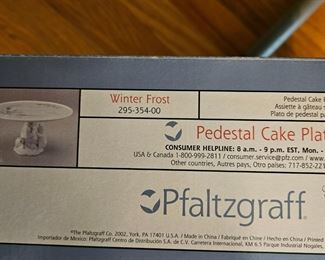 Winter Frost
295-354-00
Pedestal Cake
Assiette à gâteau
Plato de pedestal
Pedestal Cake Plat
CONSUMER HELPLINE: 8 a.m. - 9 p.m. EST, Mon. -
USA & Canada 1-800-999-2811 / consumer.service@pfz.com /
Other countries, Autres pays, Otro países: 717-852-22
Pfaltzgraff®
©The Pfaltzgraff Co. 2002, York, PA 17401 U.S.A. / Made in China / Fabriqué en Chine / Hecho en China / Printed
Importador de Mexico: Pfaltzgraff Centro de Distribución S.A. de C.V. Carretera Internacional, KM 6.5 Parque Industrial Nogales,